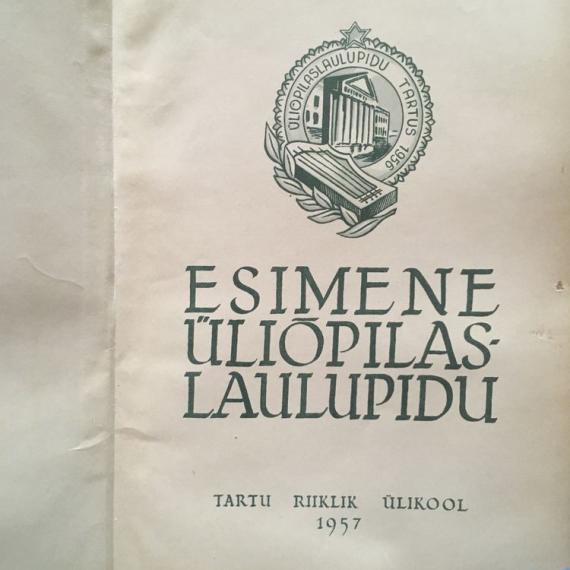 ÜLIÕPILASLAULUPIDU TARTUS 1956
ESIMENE
ÜLIÕPILAS-
LAULUPIDU
TARTU RIIKLIK ÜLIKOOL
1957